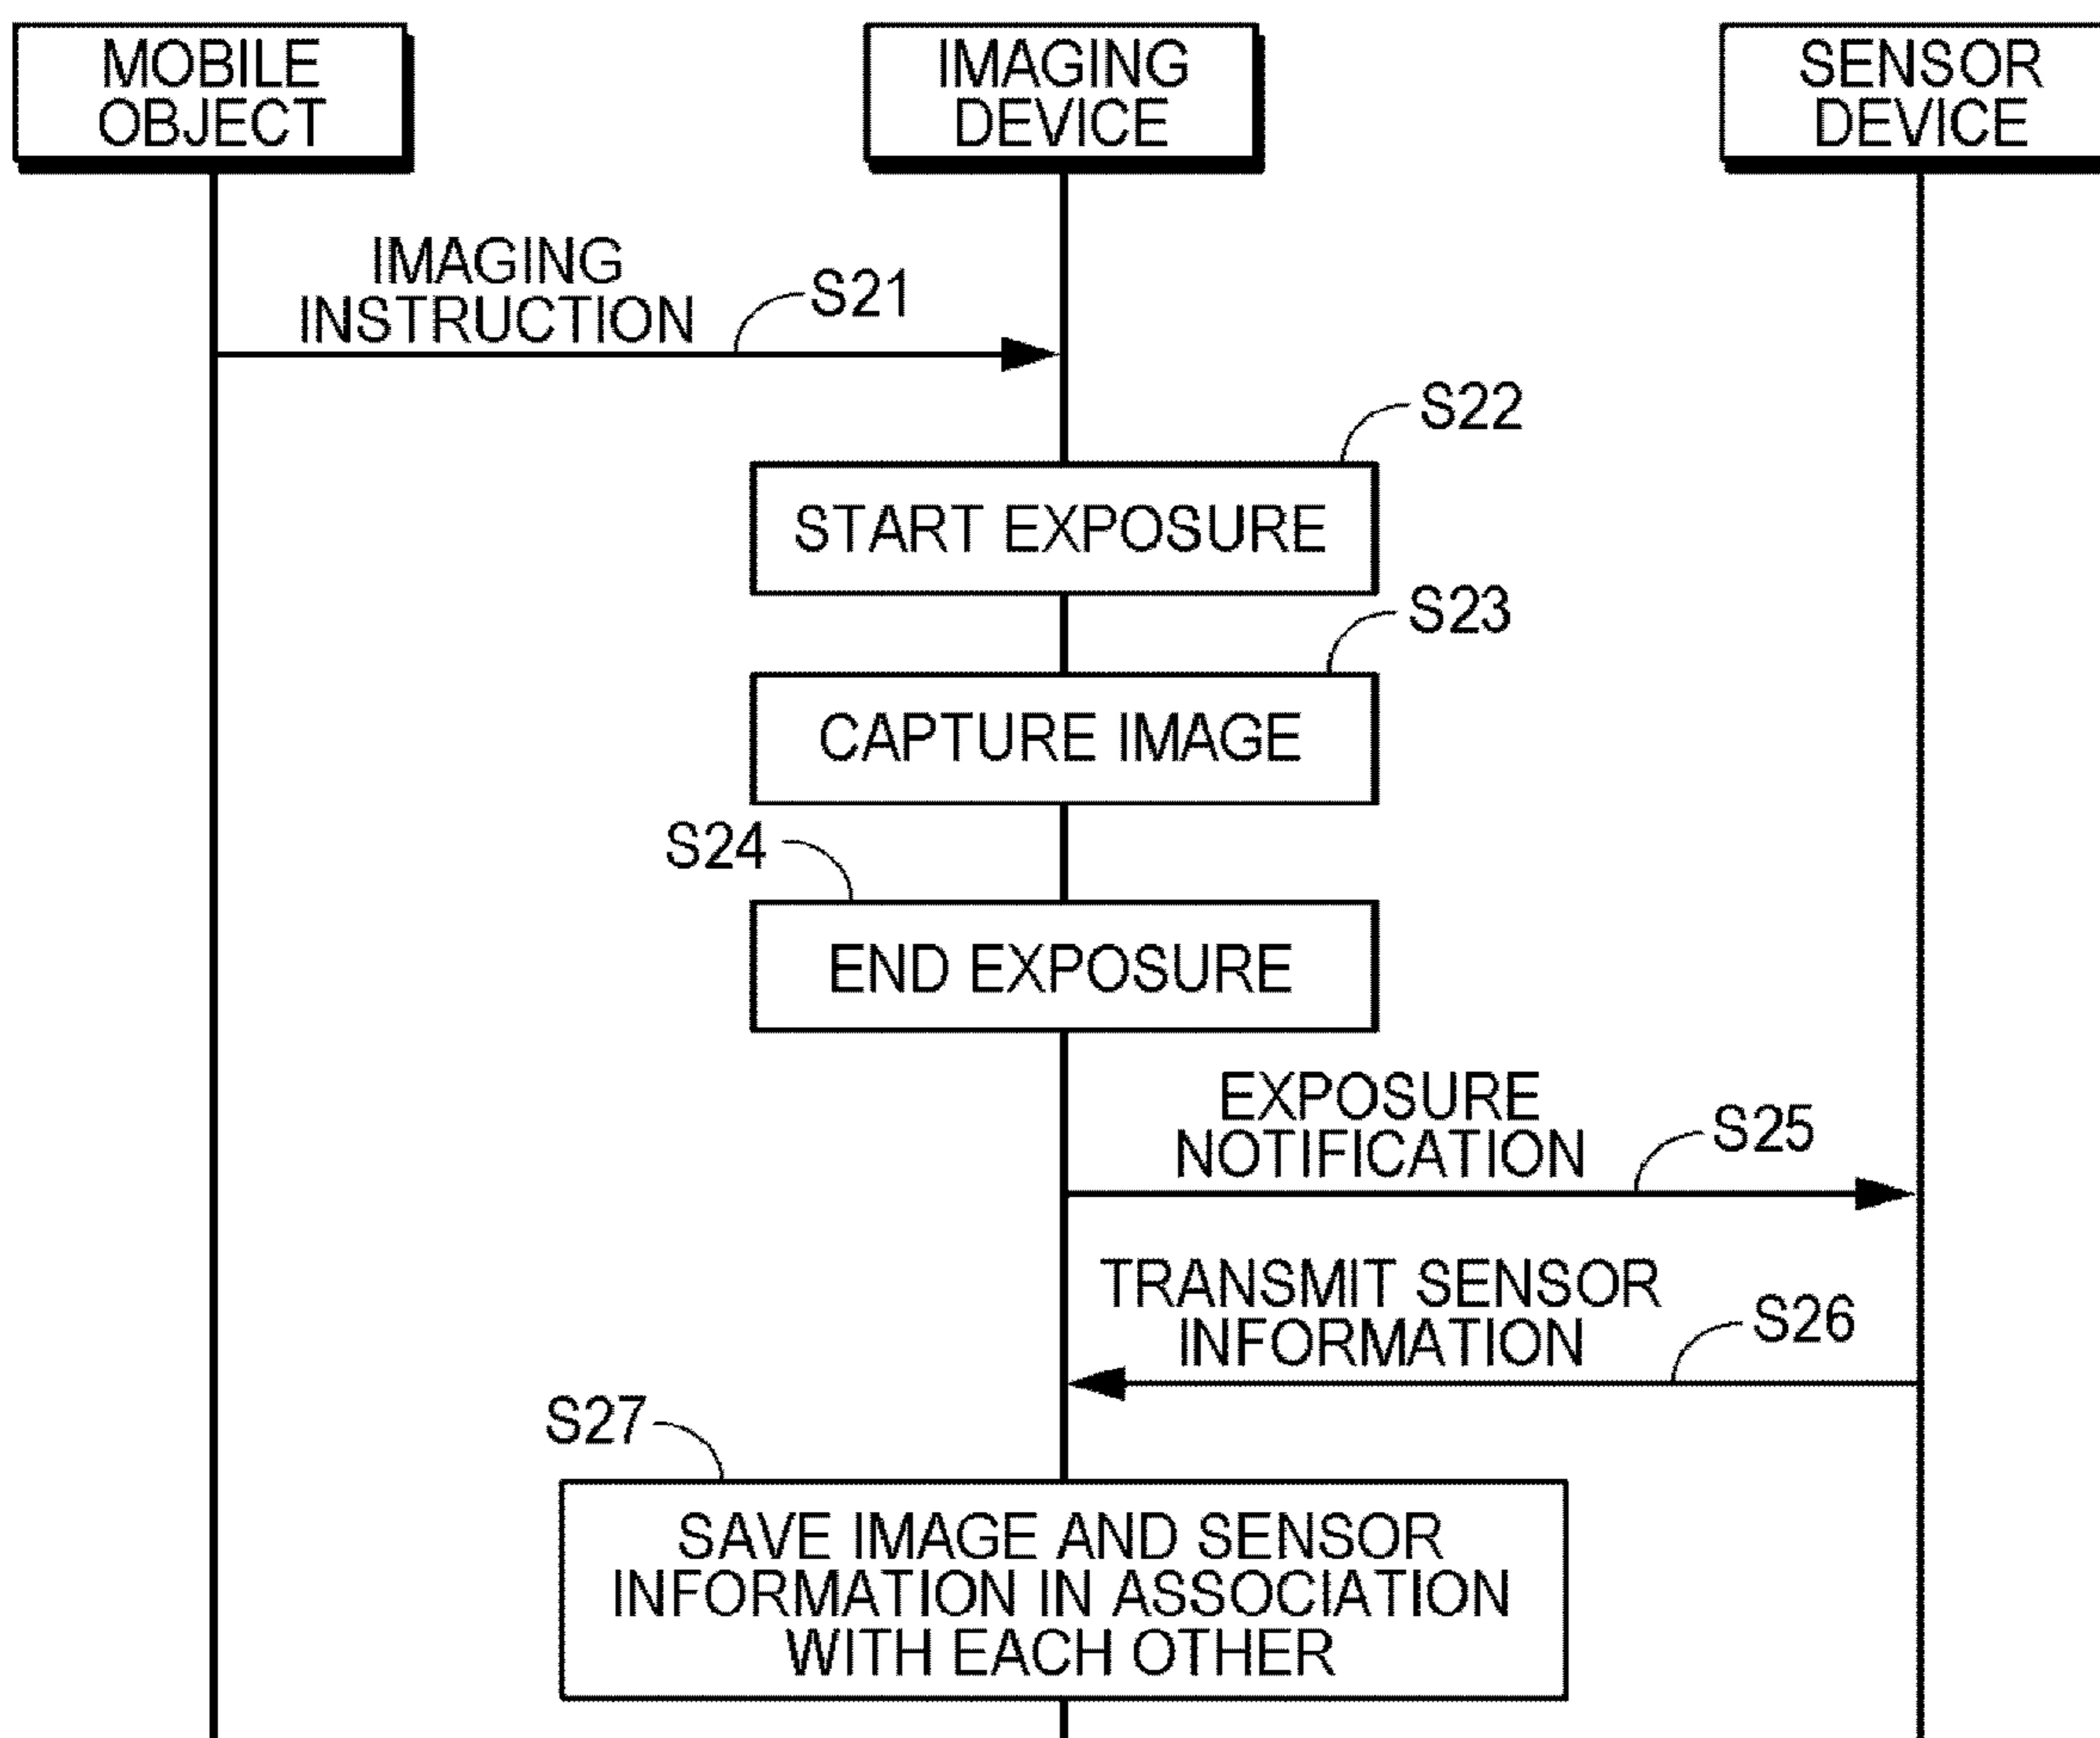 MOBILE
OBJECT
IMAGING
DEVICE
SENSOR
DEVICE
IMAGING
INSTRUCTION
S21
S22
START EXPOSURE
S23
CAPTURE IMAGE
S24
END EXPOSURE
EXPOSURE
NOTIFICATION
S25
TRANSMIT SENSOR
INFORMATION
S26
S27
SAVE IMAGE AND SENSOR
INFORMATION IN ASSOCIATION
WITH EACH OTHER